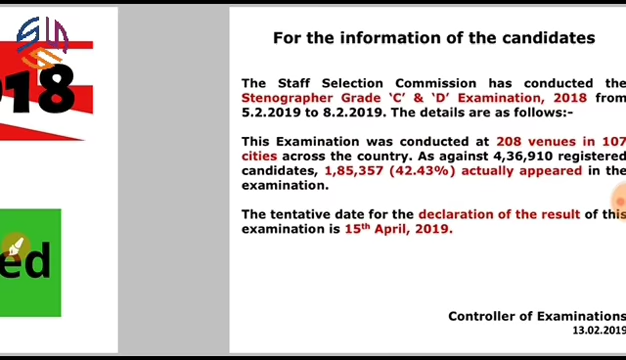 018
ed
For the information of the candidates
The Staff Selection Commission has conducted the
Stenographer Grade ‘C’ & ‘D’ Examination, 2018 from
5.2.2019 to 8.2.2019. The details are as follows:-
This Examination was conducted at 208 venues in 107
cities across the country. As against 4,36,910 registered
candidates, 1,85,357 (42.43%) actually appeared in the
examination.
The tentative date for the declaration of the result of this
examination is 15th April, 2019.
Controller of Examinations
13.02.2019